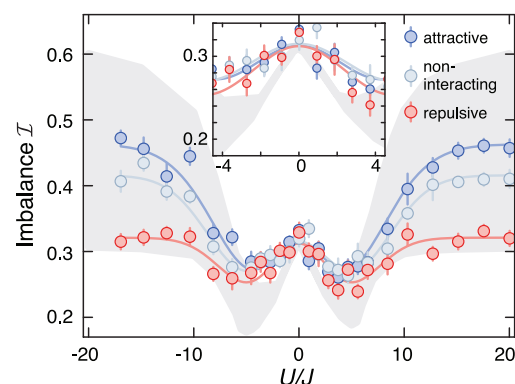 0.6
0.5
0.4
0.3
0.2
Imbalance ℐ
0.3
0.2
-4
0
4
attractive
non-
interacting
repulsive
-20
-10
0
10
20
U/J